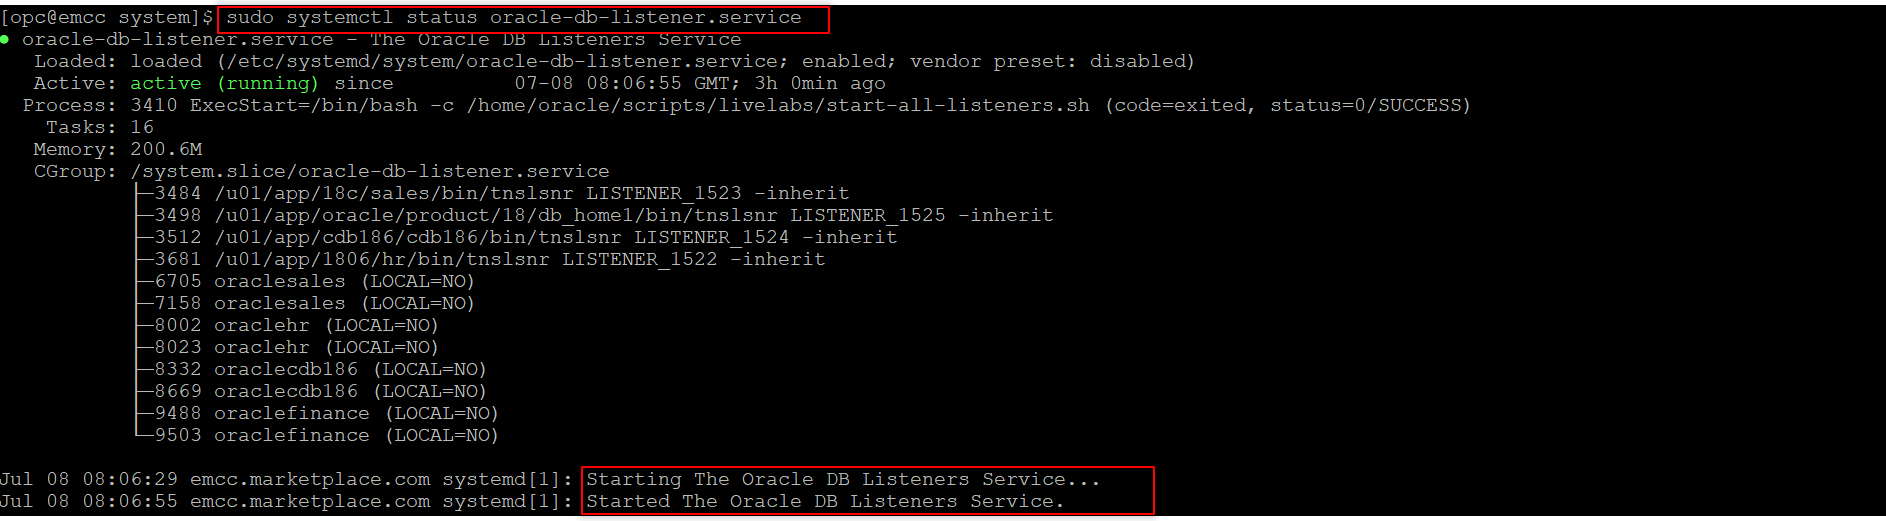 [opc@emcc system]$ sudo systemctl status oracle-db-listener.service
● oracle-db-listener.service - The Oracle DB Listeners Service
Loaded: loaded (/etc/systemd/system/oracle-db-listener.service; enabled; vendor preset: disabled)
Active: active (running) since 07-08 08:06:55 GMT; 3h 0min ago
Process: 3410 ExecStart=/bin/bash -c /home/oracle/scripts/livelabs/start-all-listeners.sh (code=exited, status=0/SUCCESS)
Tasks: 16
Memory: 200.6M
CGroup: /system.slice/oracle-db-listener.service
├─3484 /u01/app/18c/sales/bin/tnslsnr LISTENER_1523 -inherit
├─3498 /u01/app/oracle/product/18/db_home1/bin/tnslsnr LISTENER_1525 -inherit
├─3512 /u01/app/cdb186/cdb186/bin/tnslsnr LISTENER_1524 -inherit
├─3681 /u01/app/1806/hr/bin/tnslsnr LISTENER_1522 -inherit
├─6705 oraclesales (LOCAL=NO)
├─7158 oraclesales (LOCAL=NO)
├─8002 oraclehr (LOCAL=NO)
├─8023 oraclehr (LOCAL=NO)
├─8332 oraclecdb186 (LOCAL=NO)
├─8669 oraclecdb186 (LOCAL=NO)
├─9488 oraclefinance (LOCAL=NO)
└─9503 oraclefinance (LOCAL=NO)
Jul 08 08:06:29 emcc.marketplace.com systemd[1]: Starting The Oracle DB Listeners Service...
Jul 08 08:06:55 emcc.marketplace.com systemd[1]: Started The Oracle DB Listeners Service.